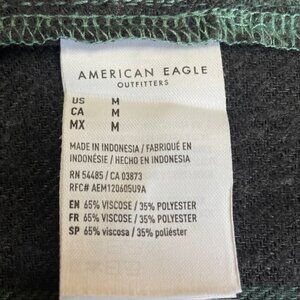 AMERICAN EAGLE
OUTFITTERS
US M
CA M
MX M
MADE IN INDONESIA / FABRIQUÉ EN
INDONÉSIE / HECHO EN INDONESIA
RN 54485 / CA 03873
RFC# AEM120605U9A
EN 65% VISCOSE / 35% POLYESTER
FR 65% VISCOSE / 35% POLYESTER
SP 65% viscosa / 35% poliéster